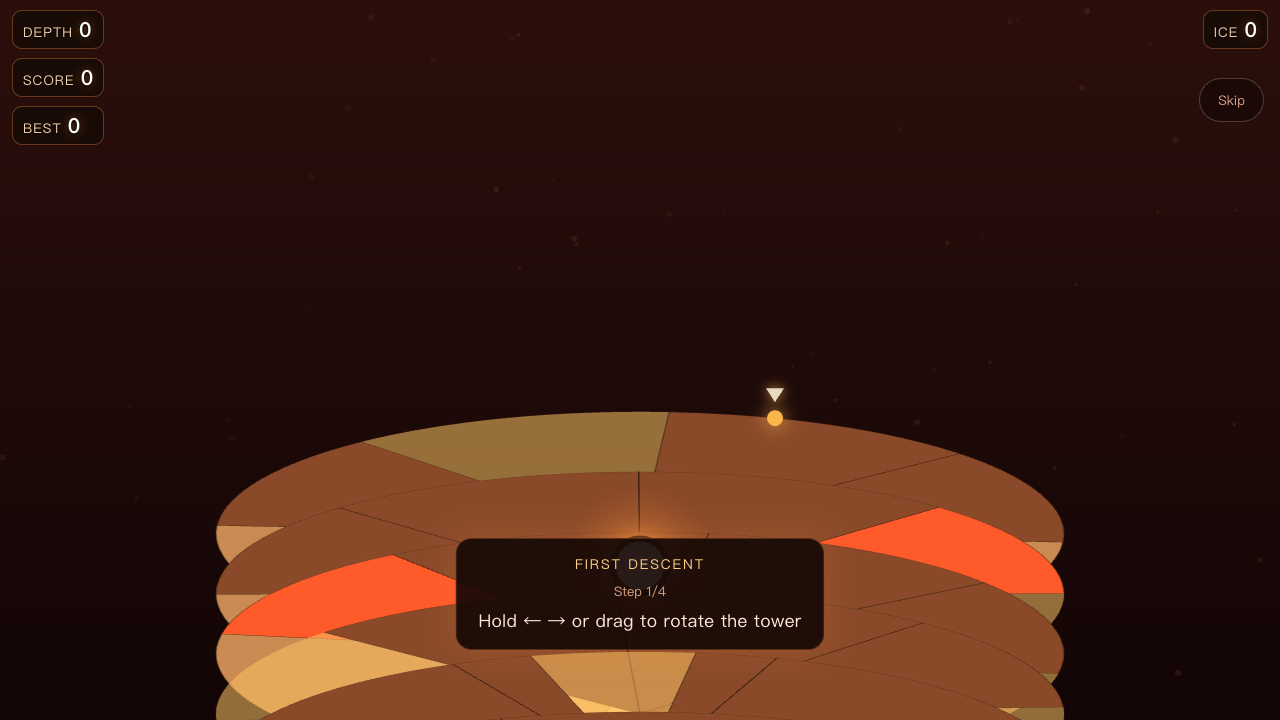 DEPTH 0
ICE 0
SCORE 0
Skip
BEST 0
FIRST DESCENT
Step 1/4
Hold ← → or drag to rotate the tower